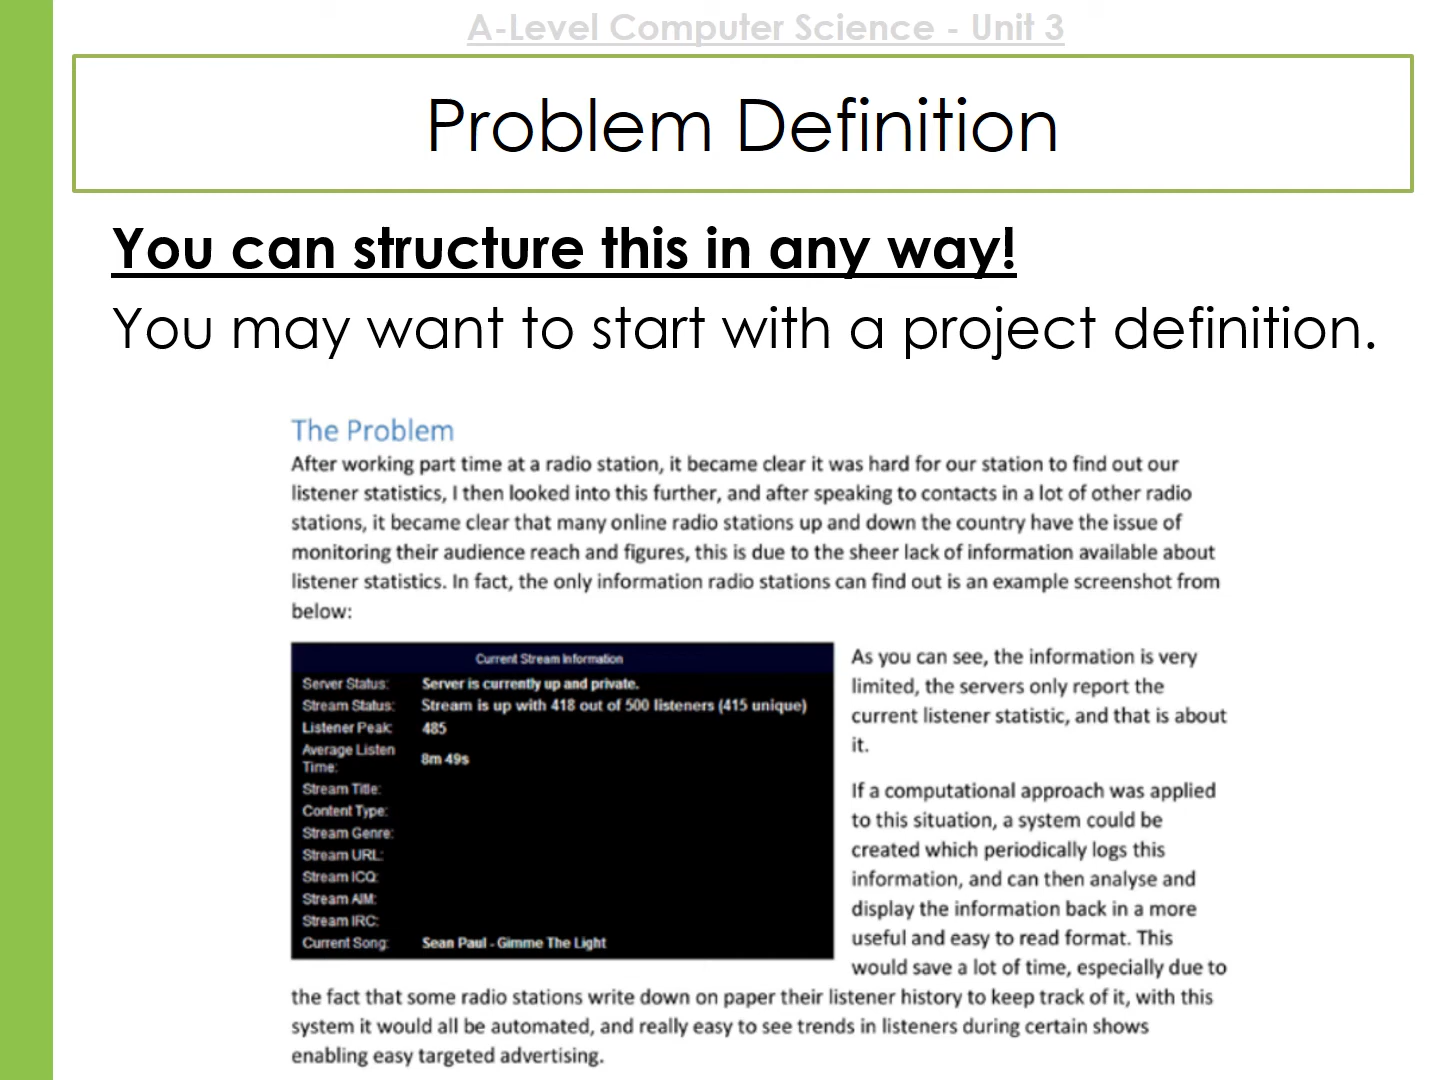 A-Level Computer Science - Unit 3
Problem Definition
You can structure this in any way!
You may want to start with a project definition.
The Problem
After working part time at a radio station, it became clear it was hard for our station to find out our
listener statistics, I then looked into this further, and after speaking to contacts in a lot of other radio
stations, it became clear that many online radio stations up and down the country have the issue of
monitoring their audience reach and figures, this is due to the sheer lack of information available about
listener statistics. In fact, the only information radio stations can find out is an example screenshot from
below:
Current Stream Information
Server Status: Server is currently up and private.
Stream Status: Stream is up with 418 out of 500 listeners (415 unique)
Listener Peak: 485
Average Listen
Time: 8m 49s
Stream Title:
Content Type:
Stream Genre:
Stream URL:
Stream ICQ:
Stream AIM:
Stream IRC:
Current Song: Sean Paul - Gimme The Light
As you can see, the information is very
limited, the servers only report the
current listener statistic, and that is about
it.
If a computational approach was applied
to this situation, a system could be
created which periodically logs this
information, and can then analyse and
display the information back in a more
useful and easy to read format. This
would save a lot of time, especially due to
the fact that some radio stations write down on paper their listener history to keep track of it, with this
system it would all be automated, and really easy to see trends in listeners during certain shows
enabling easy targeted advertising.